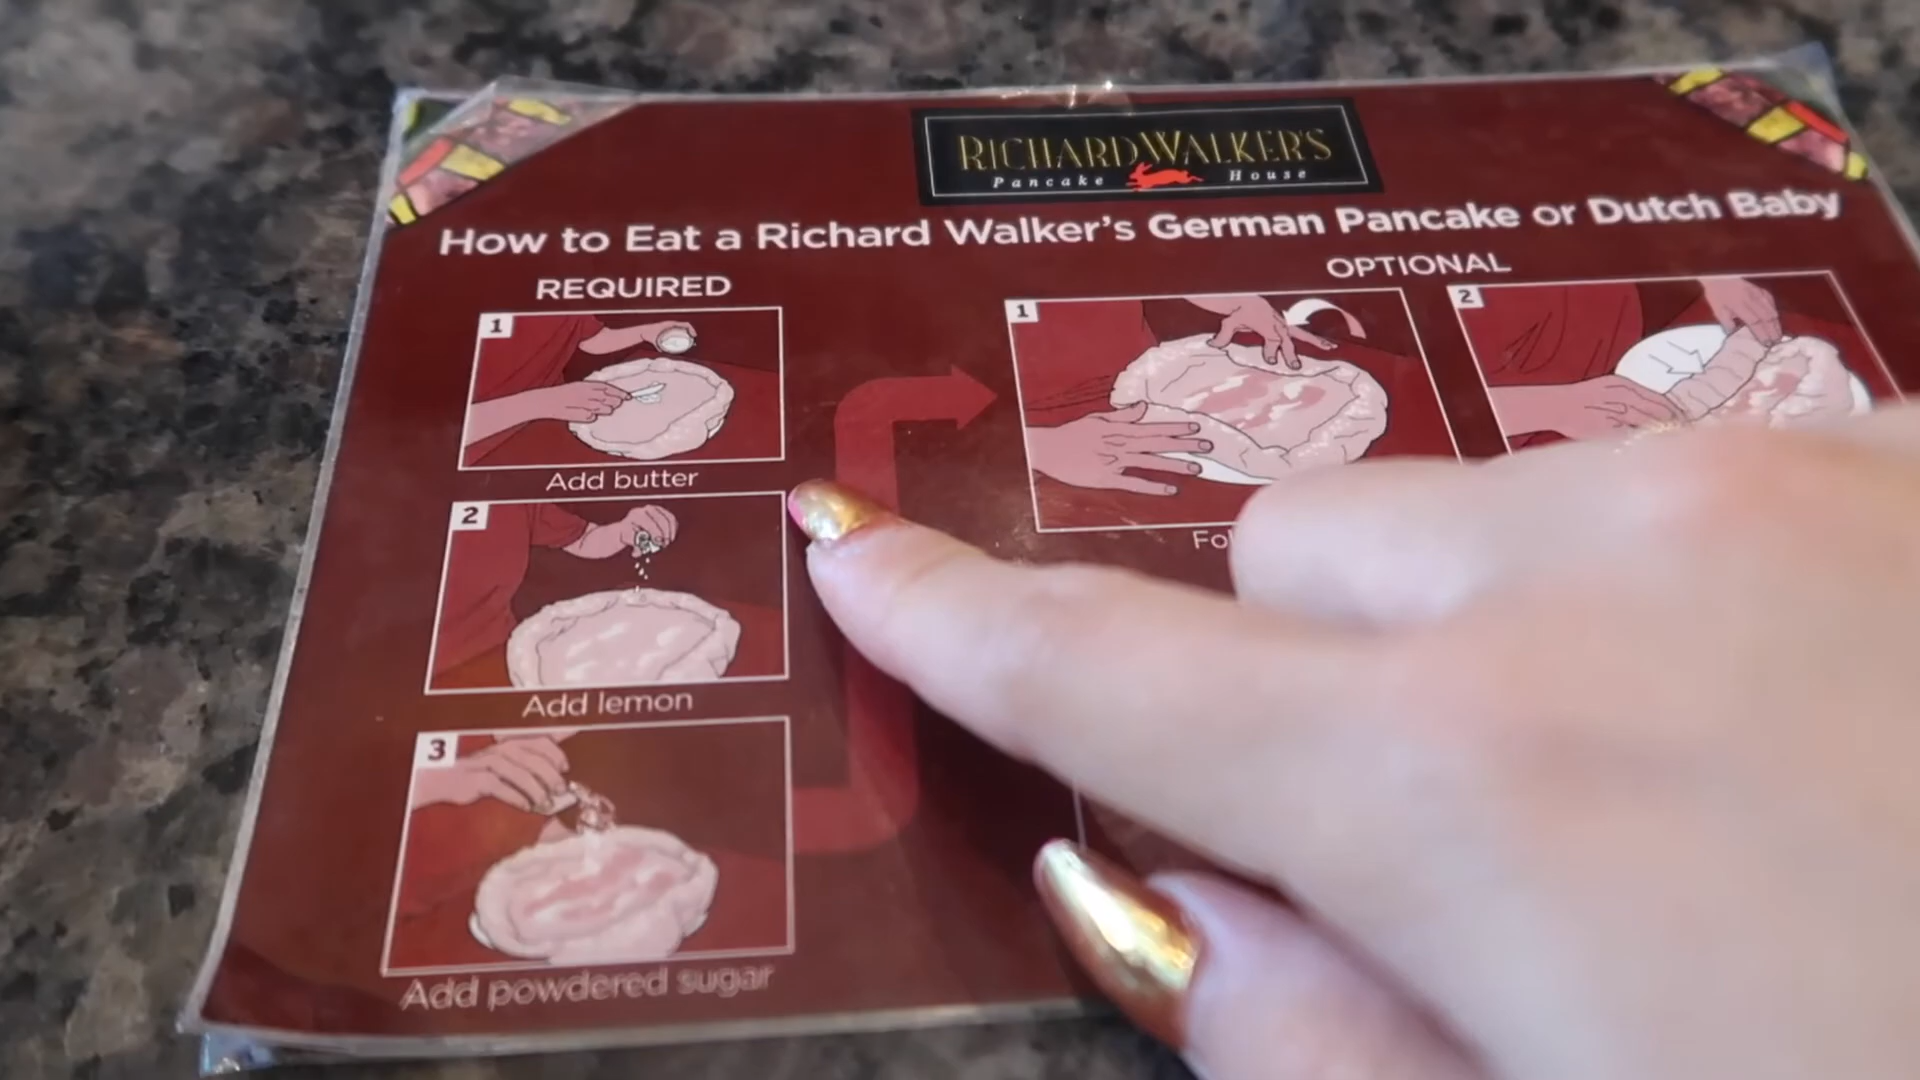 RICHARD WALKER'S
Pancake House
How to Eat a Richard Walker's German Pancake or Dutch Baby
REQUIRED
1
Add butter
2
Add lemon
3
Add powdered sugar
OPTIONAL
1
2